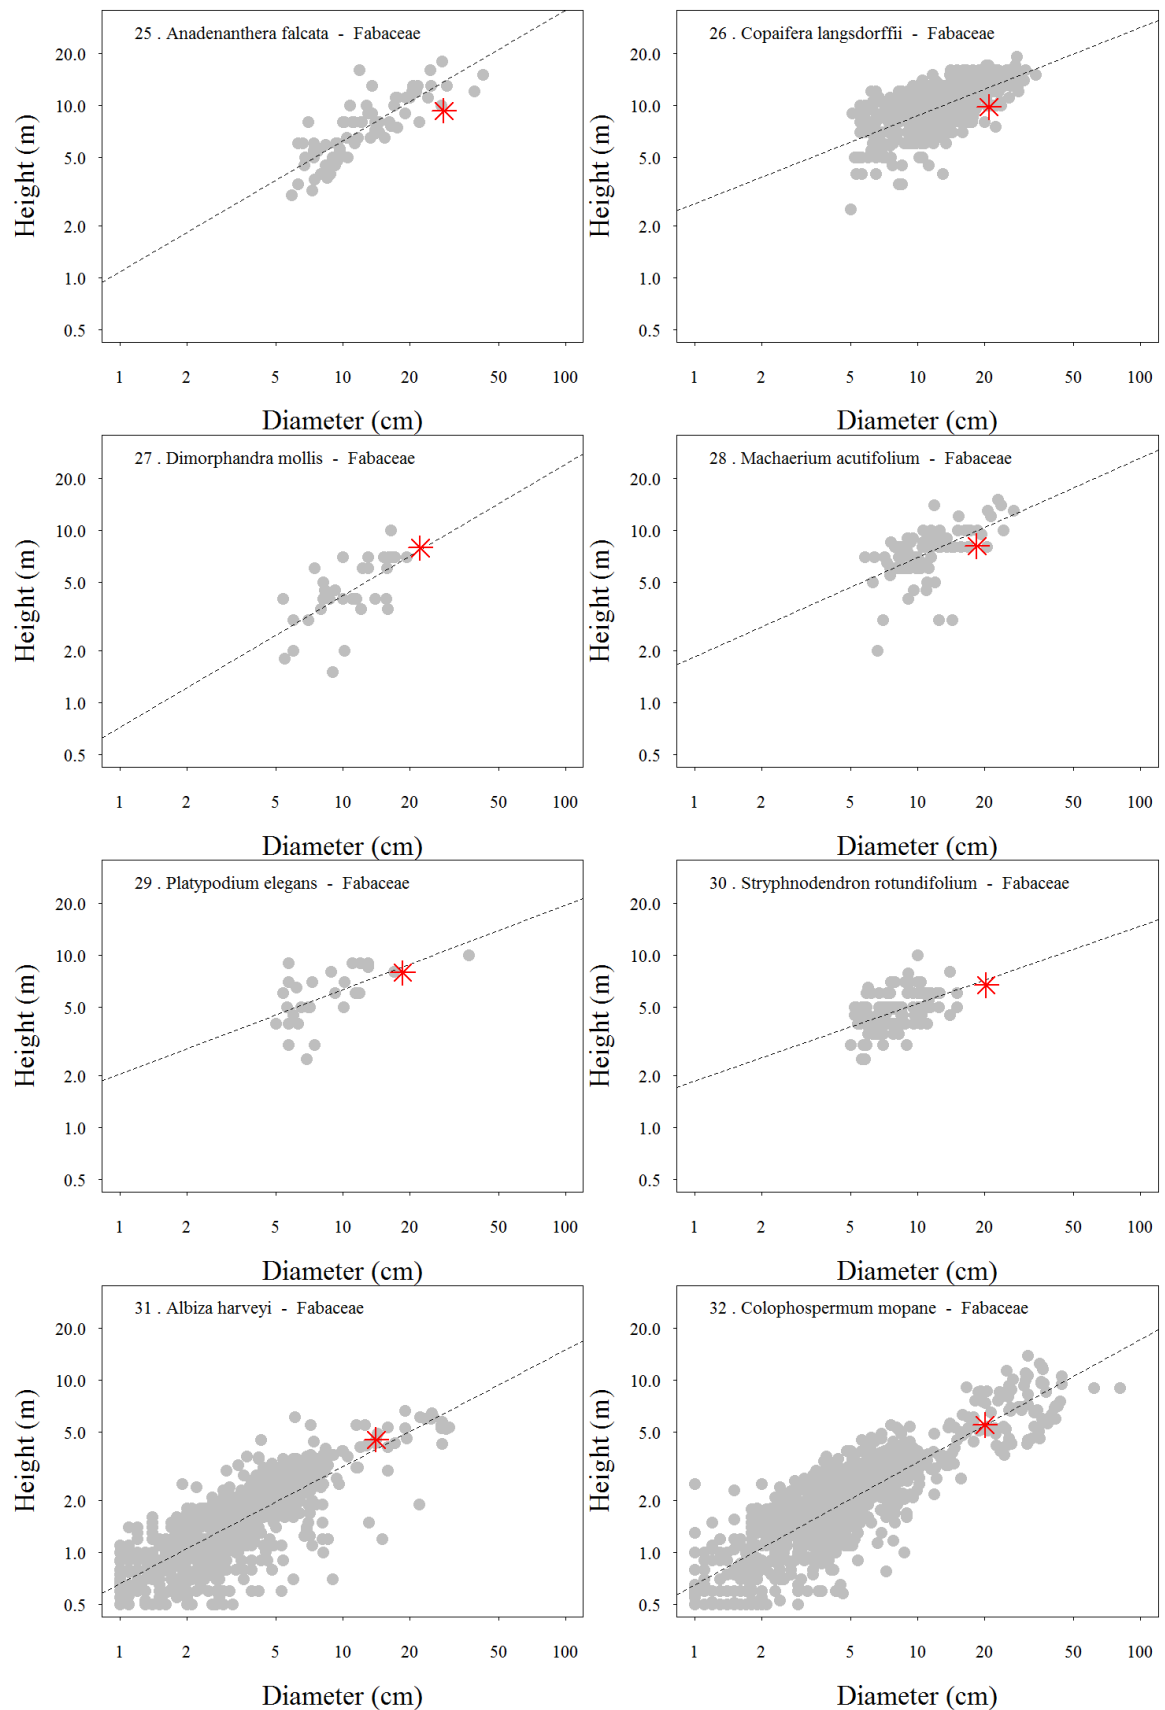 25 . Anadenanthera falcata - Fabaceae
20.0
10.0
5.0
2.0
1.0
0.5
Height (m)
1 2 5 10 20 50 100
Diameter (cm)
26 . Copaifera langsdorffii - Fabaceae
20.0
10.0
5.0
2.0
1.0
0.5
Height (m)
1 2 5 10 20 50 100
Diameter (cm)
27 . Dimorphandra mollis - Fabaceae
20.0
10.0
5.0
2.0
1.0
0.5
Height (m)
1 2 5 10 20 50 100
Diameter (cm)
28 . Machaerium acutifolium - Fabaceae
20.0
10.0
5.0
2.0
1.0
0.5
Height (m)
1 2 5 10 20 50 100
Diameter (cm)
29 . Platypodium elegans - Fabaceae
20.0
10.0
5.0
2.0
1.0
0.5
Height (m)
1 2 5 10 20 50 100
Diameter (cm)
30 . Stryphnodendron rotundifolium - Fabaceae
20.0
10.0
5.0
2.0
1.0
0.5
Height (m)
1 2 5 10 20 50 100
Diameter (cm)
31 . Albiza harveyi - Fabaceae
20.0
10.0
5.0
2.0
1.0
0.5
Height (m)
1 2 5 10 20 50 100
Diameter (cm)
32 . Colophospermum mopane - Fabaceae
20.0
10.0
5.0
2.0
1.0
0.5
Height (m)
1 2 5 10 20 50 100
Diameter (cm)